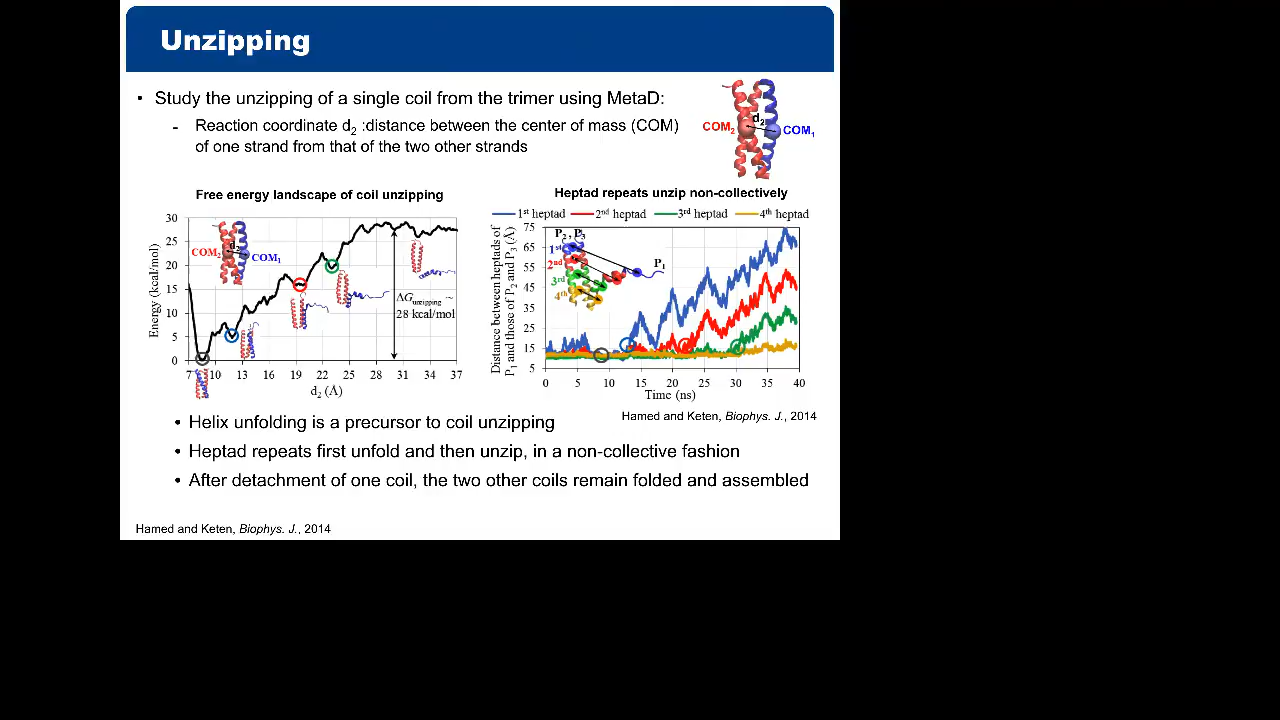 Unzipping
• Study the unzipping of a single coil from the trimer using MetaD:
- Reaction coordinate d2 :distance between the center of mass (COM)
of one strand from that of the two other strands
COM2
d2
COM1
Free energy landscape of coil unzipping
30
25
20
15
10
5
0
Energy (kcal/mol)
COM2
d2
COM1
ΔGunzipping ~
28 kcal/mol
7 10 13 16 19 22 25 28 31 34 37
d2 (Å)
Heptad repeats unzip non-collectively
1st heptad 2nd heptad 3rd heptad 4th heptad
Distance between heptads of
P1 and those of P2 and P3 (Å)
75
65
55
45
35
25
15
5
P2 , P3
P1
1st
2nd
3rd
4th
0 5 10 15 20 25 30 35 40
Time (ns)
Hamed and Keten, Biophys. J., 2014
• Helix unfolding is a precursor to coil unzipping
• Heptad repeats first unfold and then unzip, in a non-collective fashion
• After detachment of one coil, the two other coils remain folded and assembled
Hamed and Keten, Biophys. J., 2014